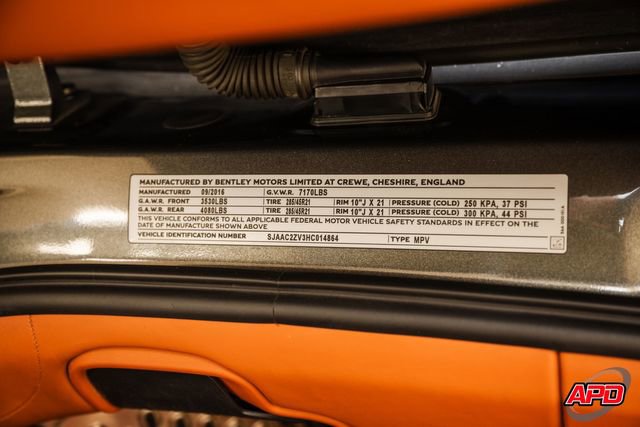 MANUFACTURED BY BENTLEY MOTORS LIMITED AT CREWE, CHESHIRE, ENGLAND
MANUFACTURED 09/2016 G.V.W.R. 7170LBS
G.A.W.R. FRONT 3530LBS TIRE 285/45R21 RIM 10"J X 21 PRESSURE (COLD) 250 KPA, 37 PSI
G.A.W.R. REAR 4080LBS TIRE 285/45R21 RIM 10"J X 21 PRESSURE (COLD) 300 KPA, 44 PSI
THIS VEHICLE CONFORMS TO ALL APPLICABLE FEDERAL MOTOR VEHICLE SAFETY STANDARDS IN EFFECT ON THE
DATE OF MANUFACTURE SHOWN ABOVE
VEHICLE IDENTIFICATION NUMBER SJAAC2ZV3HC014864 TYPE MPV
APD